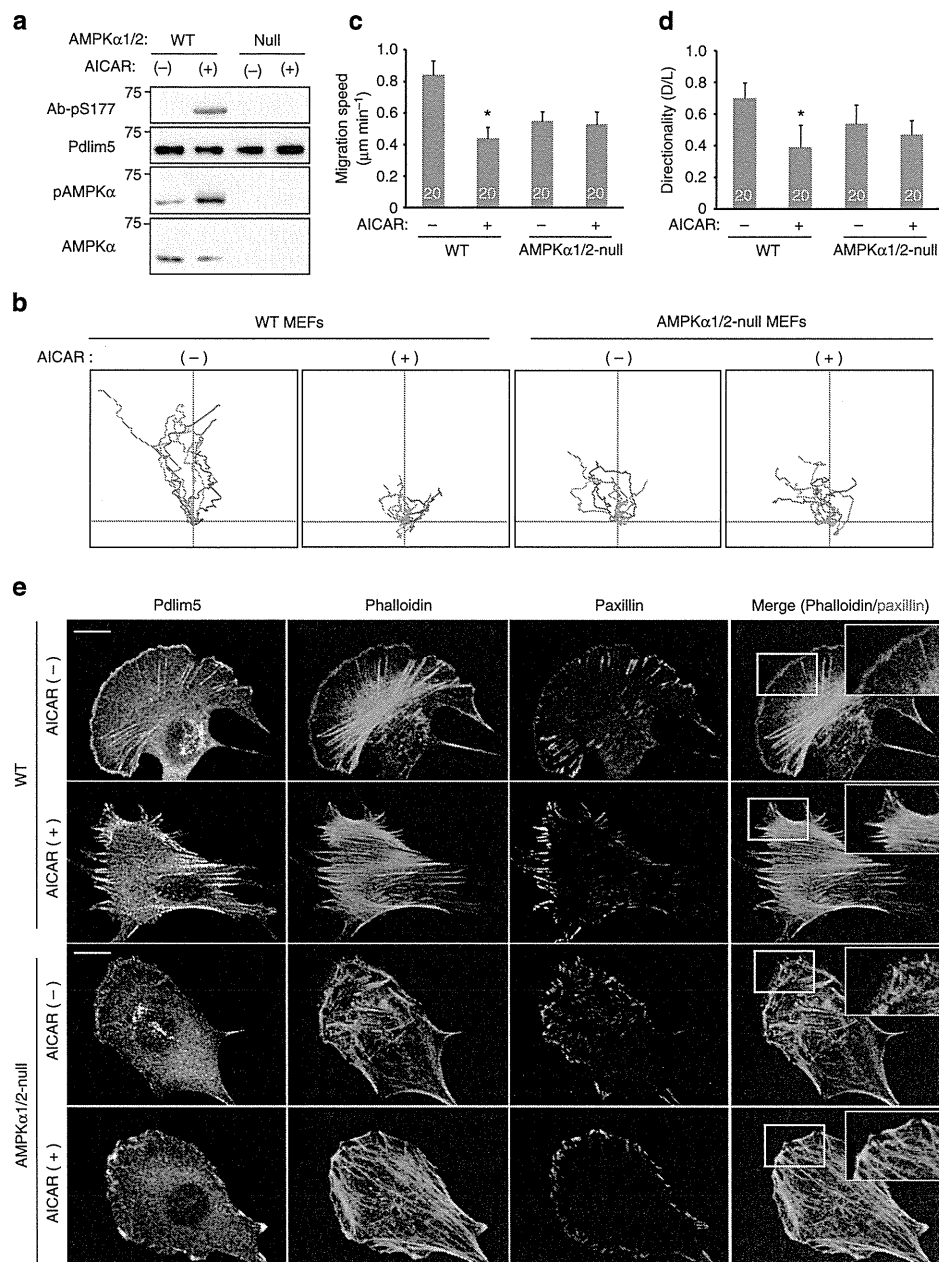 a
AMPKα1/2: WT Null
AICAR: (−) (+) (−) (+)
75
Ab-pS177
75
Pdlim5
75
pAMPKα
75
AMPKα
c
Migration speed
(μm min⁻¹)
1.0
0.8
0.6
0.4
0.2
0
*
20 20 20 20
AICAR: − + − +
WT AMPKα1/2-null
d
Directionality (D/L)
1.0
0.8
0.6
0.4
0.2
0
*
20 20 20 20
AICAR: − + − +
WT AMPKα1/2-null
b
WT MEFs AMPKα1/2-null MEFs
AICAR : (−) (+) (−) (+)
e
Pdlim5 Phalloidin Paxillin Merge (Phalloidin/paxillin)
WT
AICAR (−)
AICAR (+)
AMPKα1/2-null
AICAR (−)
AICAR (+)